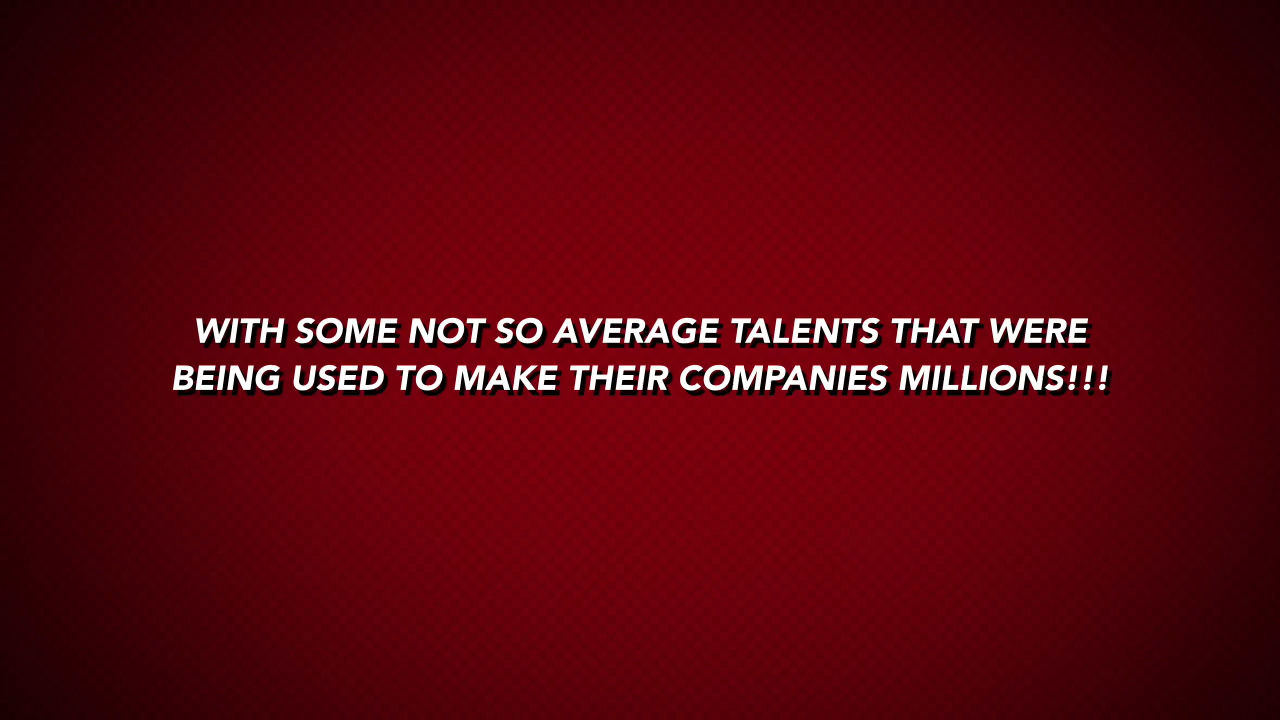 WITH SOME NOT SO AVERAGE TALENTS THAT WERE
BEING USED TO MAKE THEIR COMPANIES MILLIONS!!!